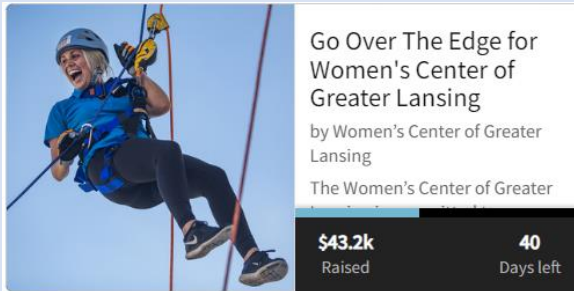 Go Over The Edge for
Women's Center of
Greater Lansing
by Women’s Center of Greater
Lansing
The Women’s Center of Greater
$43.2k
Raised
40
Days left